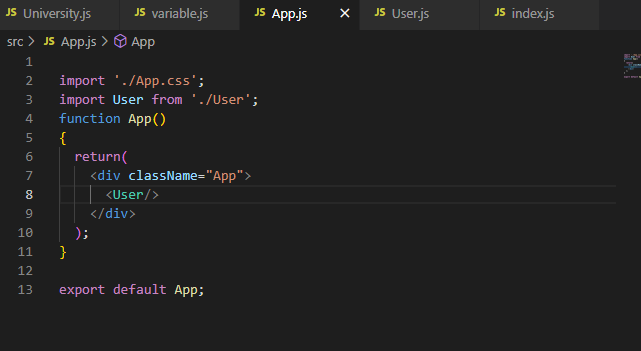 JS University.js JS variable.js JS App.js × JS User.js JS index.js
src > JS App.js > App
1
2 import './App.css';
3 import User from './User';
4 function App()
5 {
6 return(
7 <div className="App">
8 <User/>
9 </div>
10 );
11 }
12
13 export default App;